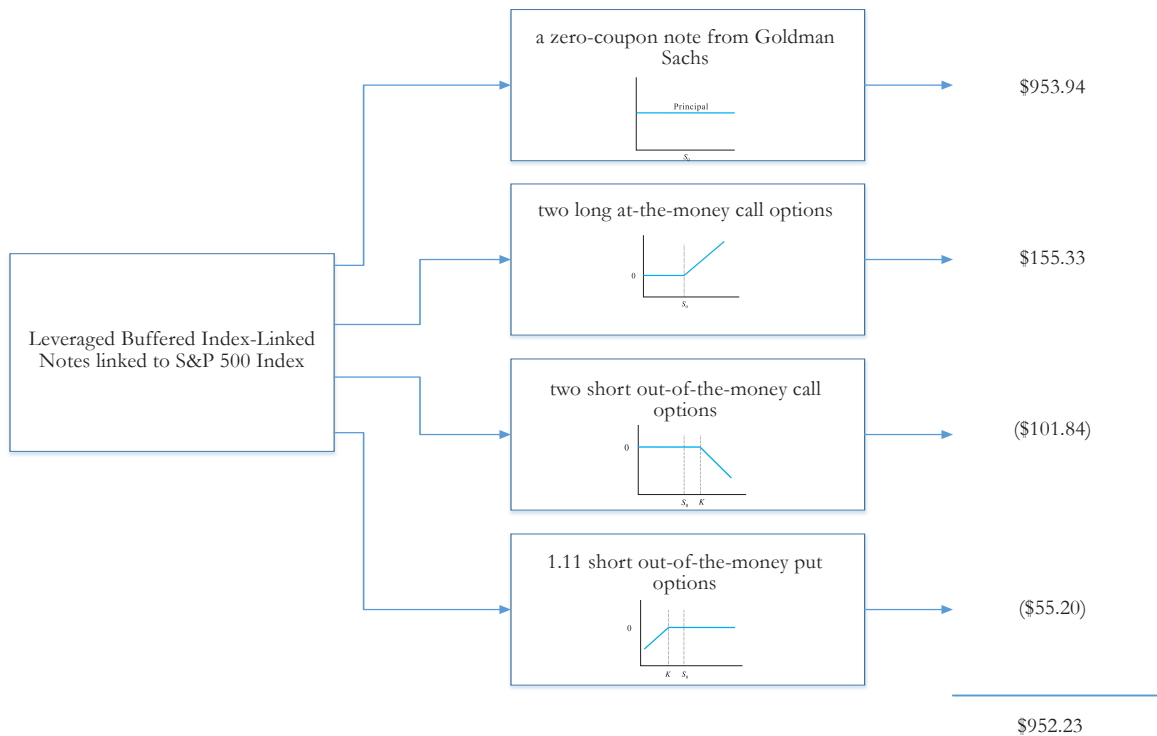 a zero-coupon note from Goldman
Sachs
Principal
S₀
$953.94
two long at-the-money call options
0
S₀
$155.33
Leveraged Buffered Index-Linked
Notes linked to S&P 500 Index
two short out-of-the-money call
options
0
S₀ K
($101.84)
1.11 short out-of-the-money put
options
0
K S₀
($55.20)
$952.23